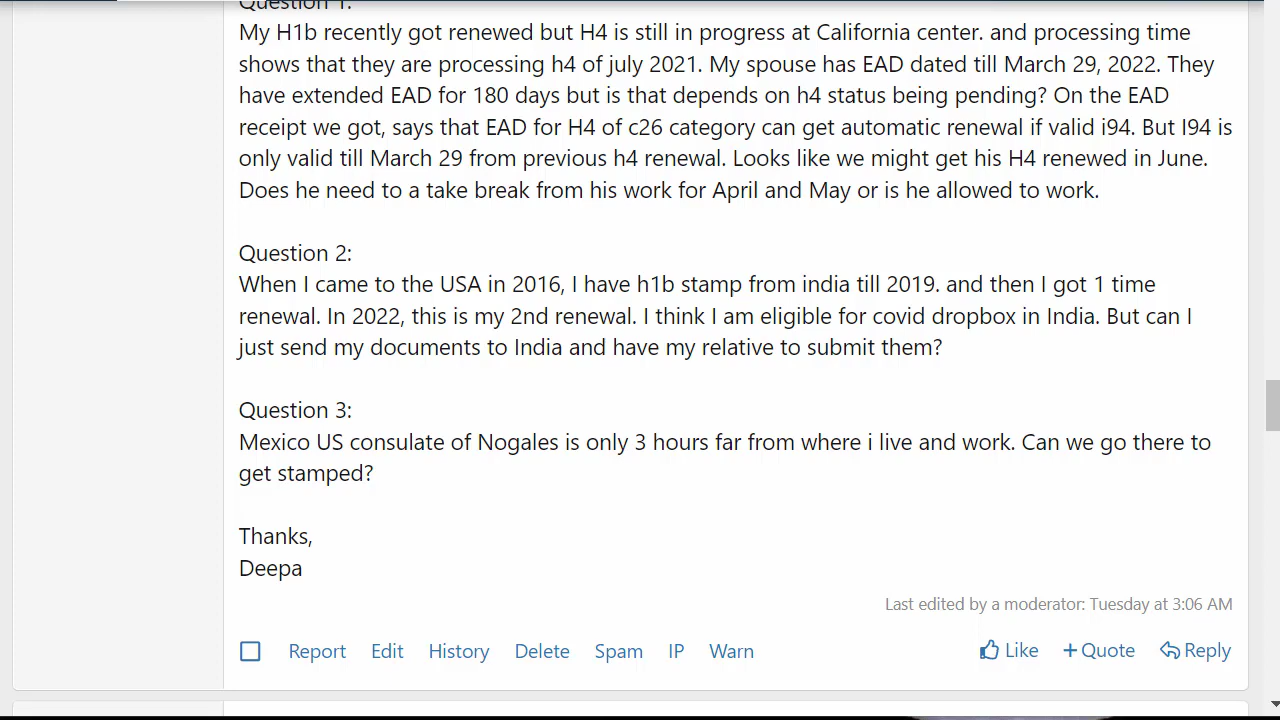 Question 1:
My H1b recently got renewed but H4 is still in progress at California center. and processing time
shows that they are processing h4 of july 2021. My spouse has EAD dated till March 29, 2022. They
have extended EAD for 180 days but is that depends on h4 status being pending? On the EAD
receipt we got, says that EAD for H4 of c26 category can get automatic renewal if valid i94. But I94 is
only valid till March 29 from previous h4 renewal. Looks like we might get his H4 renewed in June.
Does he need to a take break from his work for April and May or is he allowed to work.
Question 2:
When I came to the USA in 2016, I have h1b stamp from india till 2019. and then I got 1 time
renewal. In 2022, this is my 2nd renewal. I think I am eligible for covid dropbox in India. But can I
just send my documents to India and have my relative to submit them?
Question 3:
Mexico US consulate of Nogales is only 3 hours far from where i live and work. Can we go there to
get stamped?
Thanks,
Deepa
Last edited by a moderator: Tuesday at 3:06 AM
Report Edit History Delete Spam IP Warn Like +Quote Reply